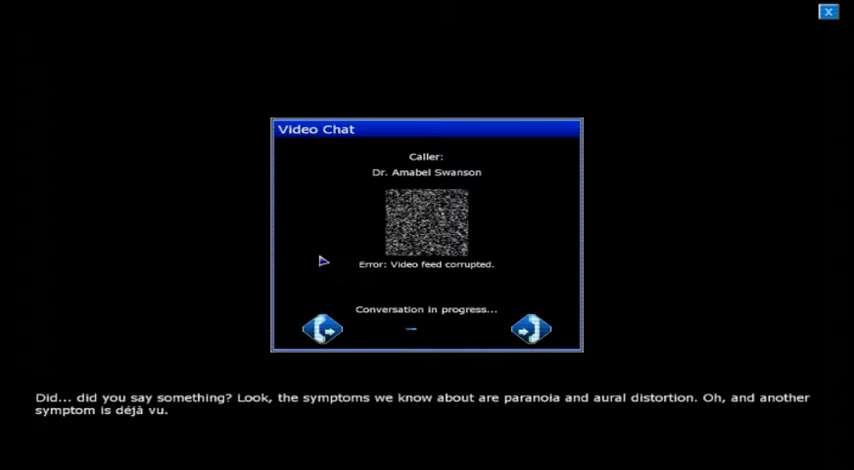 X
Video Chat
Caller:
Dr. Amabel Swanson
Error: Video feed corrupted.
Conversation in progress...
Did... did you say something? Look, the symptoms we know about are paranoia and aural distortion. Oh, and another
symptom is déjà vu.